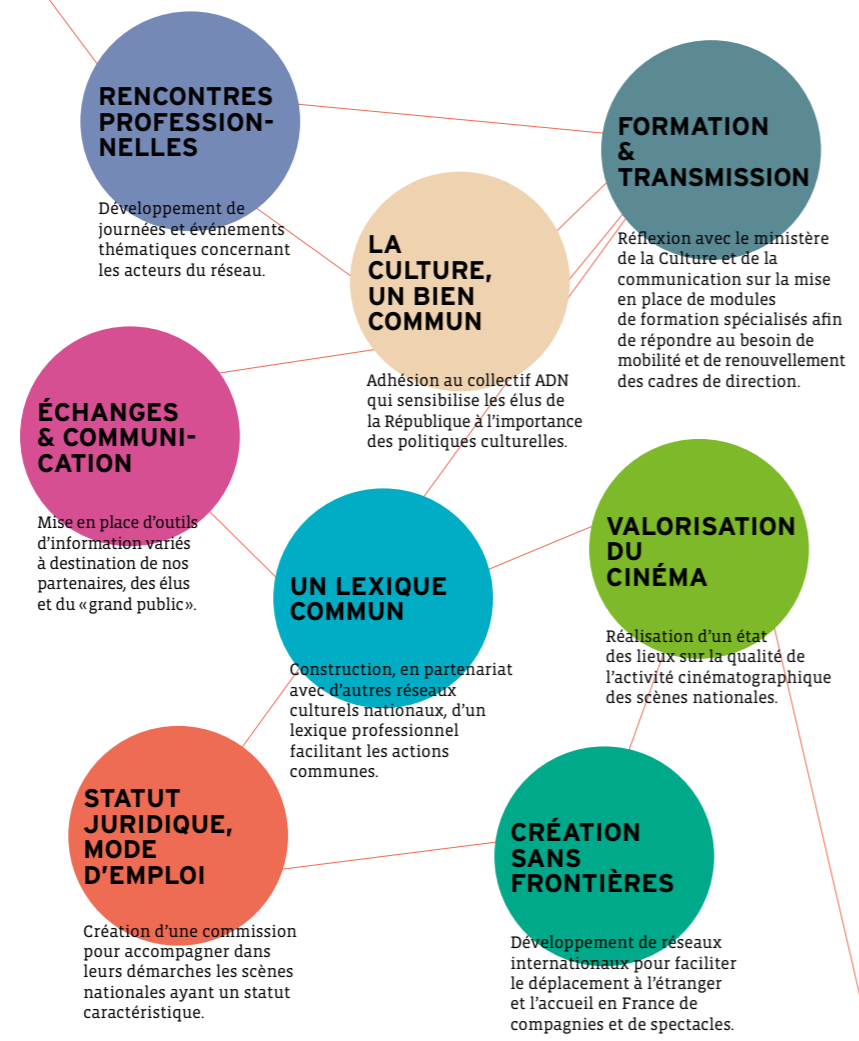 RENCONTRES
PROFESSION-
NELLES
Développement de
journées et événements
thématiques concernant
les acteurs du réseau.
FORMATION
&
TRANSMISSION
Réflexion avec le ministère
de la Culture et de la
communication sur la mise
en place de modules
de formation spécialisés afin
de répondre au besoin de
mobilité et de renouvellement
des cadres de direction.
LA
CULTURE,
UN BIEN
COMMUN
Adhésion au collectif ADN
qui sensibilise les élus de
la République à l'importance
des politiques culturelles.
ÉCHANGES
& COMMUNI-
CATION
Mise en place d'outils
d'information variés
à destination de nos
partenaires, des élus
et du «grand public».
UN LEXIQUE
COMMUN
Construction, en partenariat
avec d'autres réseaux
culturels nationaux, d'un
lexique professionnel
facilitant les actions
communes.
VALORISATION
DU
CINÉMA
Réalisation d'un état
des lieux sur la qualité de
l'activité cinématographique
des scènes nationales.
STATUT
JURIDIQUE,
MODE
D'EMPLOI
Création d'une commission
pour accompagner dans
leurs démarches les scènes
nationales ayant un statut
caractéristique.
CRÉATION
SANS
FRONTIÈRES
Développement de réseaux
internationaux pour faciliter
le déplacement à l'étranger
et l'accueil en France de
compagnies et de spectacles.